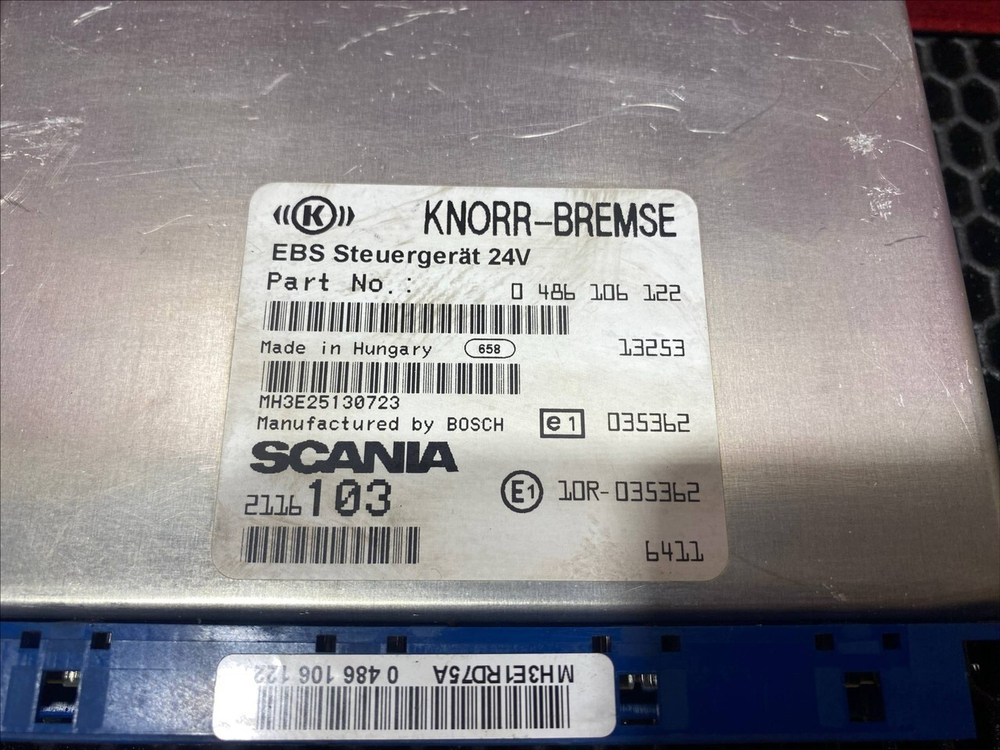 K KNORR-BREMSE
EBS Steuergerät 24V
Part No.: 0 486 106 122
Made in Hungary 658 13253
MH3E25130723
Manufactured by BOSCH e1 035362
SCANIA
2116103 E1 10R-035362
6411
MH3E1RD75A 0 486 106 122